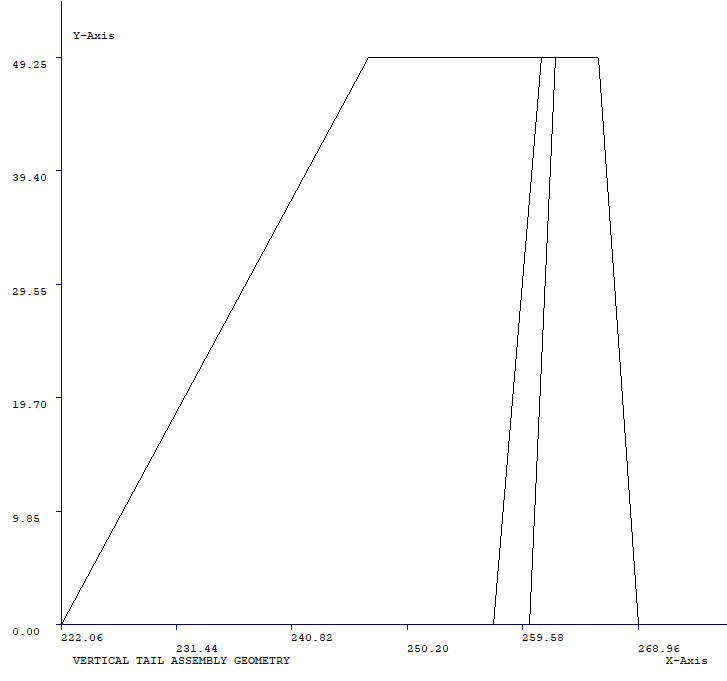 Y-Axis
49.25
39.40
29.55
19.70
9.85
0.00
222.06 240.82 259.58
231.44 250.20 268.96
VERTICAL TAIL ASSEMBLY GEOMETRY X-Axis